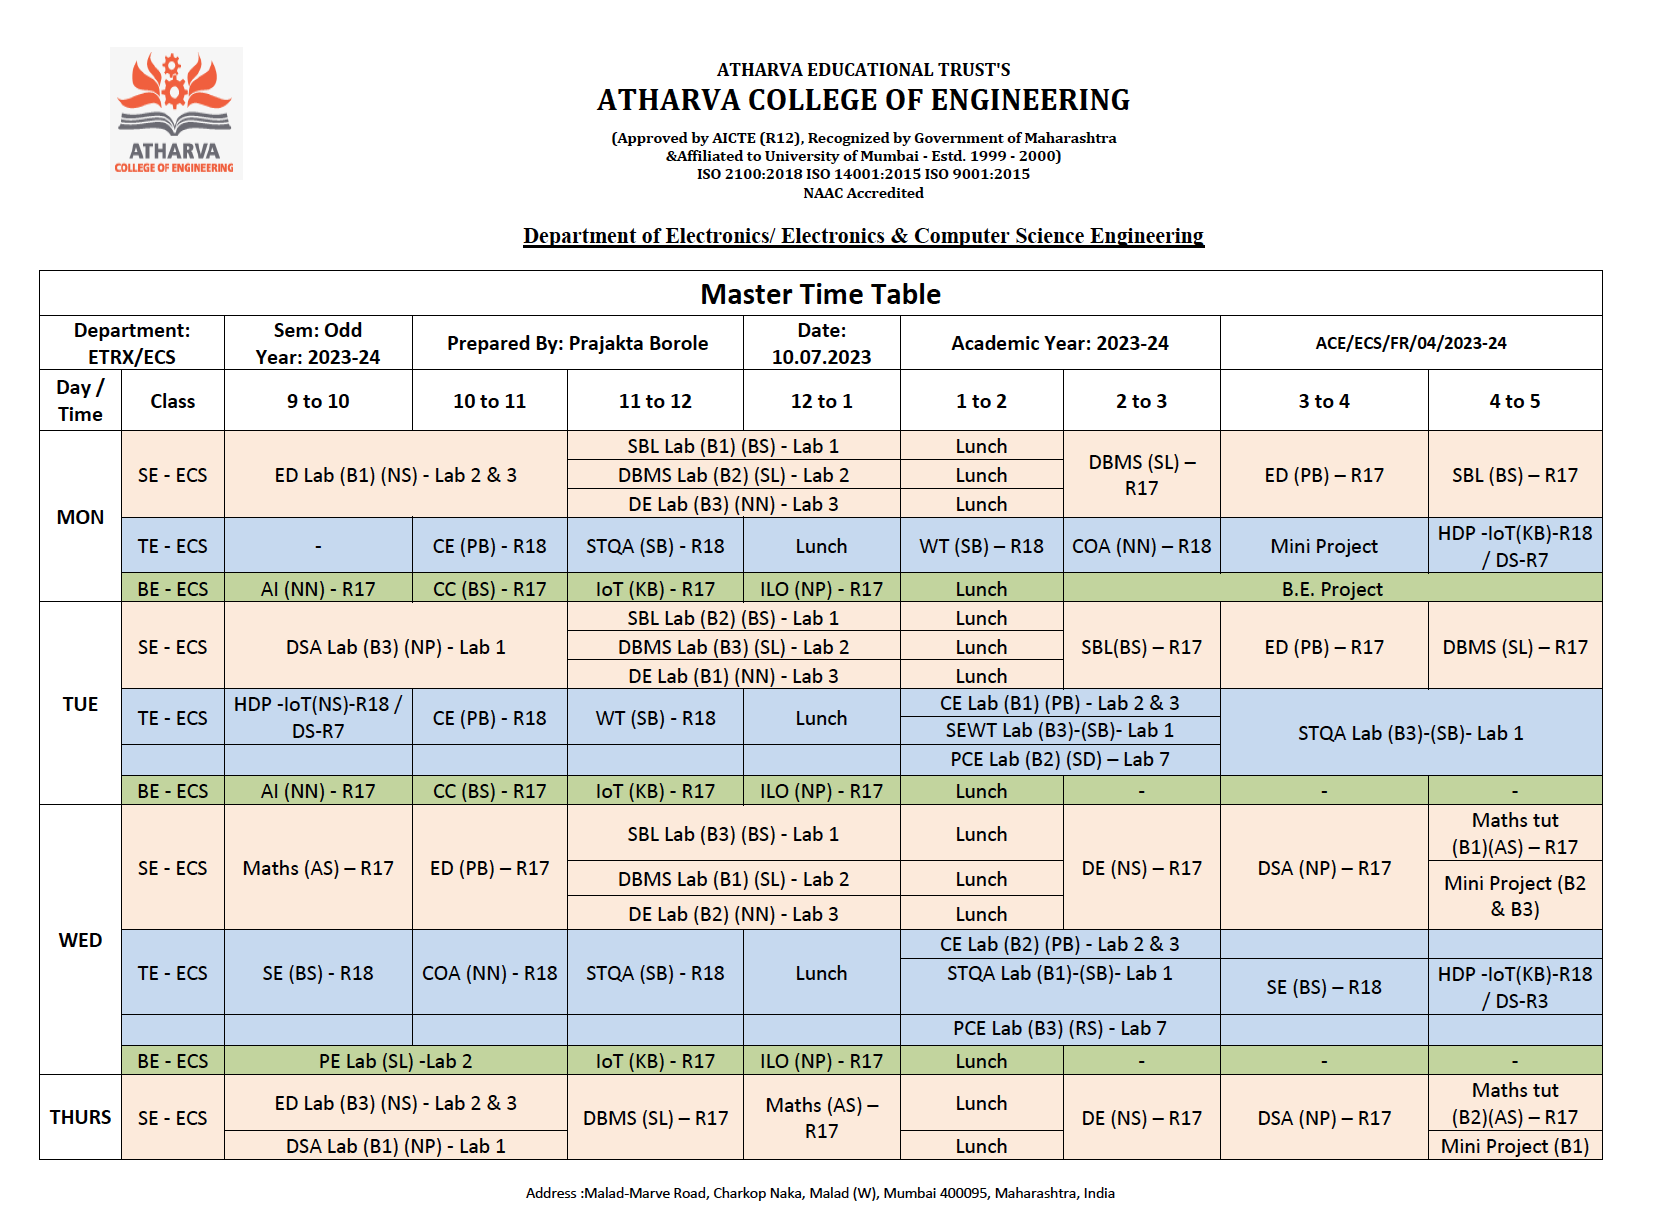 ATHARVA
COLLEGE OF ENGINEERING
ATHARVA EDUCATIONAL TRUST'S
ATHARVA COLLEGE OF ENGINEERING
(Approved by AICTE (R12), Recognized by Government of Maharashtra
&Affiliated to University of Mumbai - Estd. 1999 - 2000)
ISO 2100:2018 ISO 14001:2015 ISO 9001:2015
NAAC Accredited
Department of Electronics/ Electronics & Computer Science Engineering
Master Time Table
Department: ETRX/ECS
Sem: Odd Year: 2023-24
Prepared By: Prajakta Borole
Date: 10.07.2023
Academic Year: 2023-24
ACE/ECS/FR/04/2023-24
Day / Time
Class
9 to 10
10 to 11
11 to 12
12 to 1
1 to 2
2 to 3
3 to 4
4 to 5
MON
SE - ECS
ED Lab (B1) (NS) - Lab 2 & 3
SBL Lab (B1) (BS) - Lab 1
Lunch
DBMS Lab (B2) (SL) - Lab 2
Lunch
DE Lab (B3) (NN) - Lab 3
Lunch
DBMS (SL) – R17
ED (PB) – R17
SBL (BS) – R17
TE - ECS
-
CE (PB) - R18
STQA (SB) - R18
Lunch
WT (SB) – R18
COA (NN) – R18
Mini Project
HDP -IoT(KB)-R18 / DS-R7
BE - ECS
AI (NN) - R17
CC (BS) - R17
IoT (KB) - R17
ILO (NP) - R17
Lunch
B.E. Project
TUE
SE - ECS
DSA Lab (B3) (NP) - Lab 1
SBL Lab (B2) (BS) - Lab 1
Lunch
DBMS Lab (B3) (SL) - Lab 2
Lunch
DE Lab (B1) (NN) - Lab 3
Lunch
SBL(BS) – R17
ED (PB) – R17
DBMS (SL) – R17
TE - ECS
HDP -IoT(NS)-R18 / DS-R7
CE (PB) - R18
WT (SB) - R18
Lunch
CE Lab (B1) (PB) - Lab 2 & 3
SEWT Lab (B3)-(SB)- Lab 1
PCE Lab (B2) (SD) – Lab 7
STQA Lab (B3)-(SB)- Lab 1
BE - ECS
AI (NN) - R17
CC (BS) - R17
IoT (KB) - R17
ILO (NP) - R17
Lunch
-
-
-
WED
SE - ECS
Maths (AS) – R17
ED (PB) – R17
SBL Lab (B3) (BS) - Lab 1
Lunch
DBMS Lab (B1) (SL) - Lab 2
Lunch
DE Lab (B2) (NN) - Lab 3
Lunch
DE (NS) – R17
DSA (NP) – R17
Maths tut (B1)(AS) – R17
Mini Project (B2 & B3)
TE - ECS
SE (BS) - R18
COA (NN) - R18
STQA (SB) - R18
Lunch
CE Lab (B2) (PB) - Lab 2 & 3
STQA Lab (B1)-(SB)- Lab 1
PCE Lab (B3) (RS) - Lab 7
SE (BS) – R18
HDP -IoT(KB)-R18 / DS-R3
BE - ECS
PE Lab (SL) -Lab 2
IoT (KB) - R17
ILO (NP) - R17
Lunch
-
-
-
THURS
SE - ECS
ED Lab (B3) (NS) - Lab 2 & 3
DSA Lab (B1) (NP) - Lab 1
DBMS (SL) – R17
Maths (AS) – R17
Lunch
Lunch
DE (NS) – R17
DSA (NP) – R17
Maths tut (B2)(AS) – R17
Mini Project (B1)
Address :Malad-Marve Road, Charkop Naka, Malad (W), Mumbai 400095, Maharashtra, India